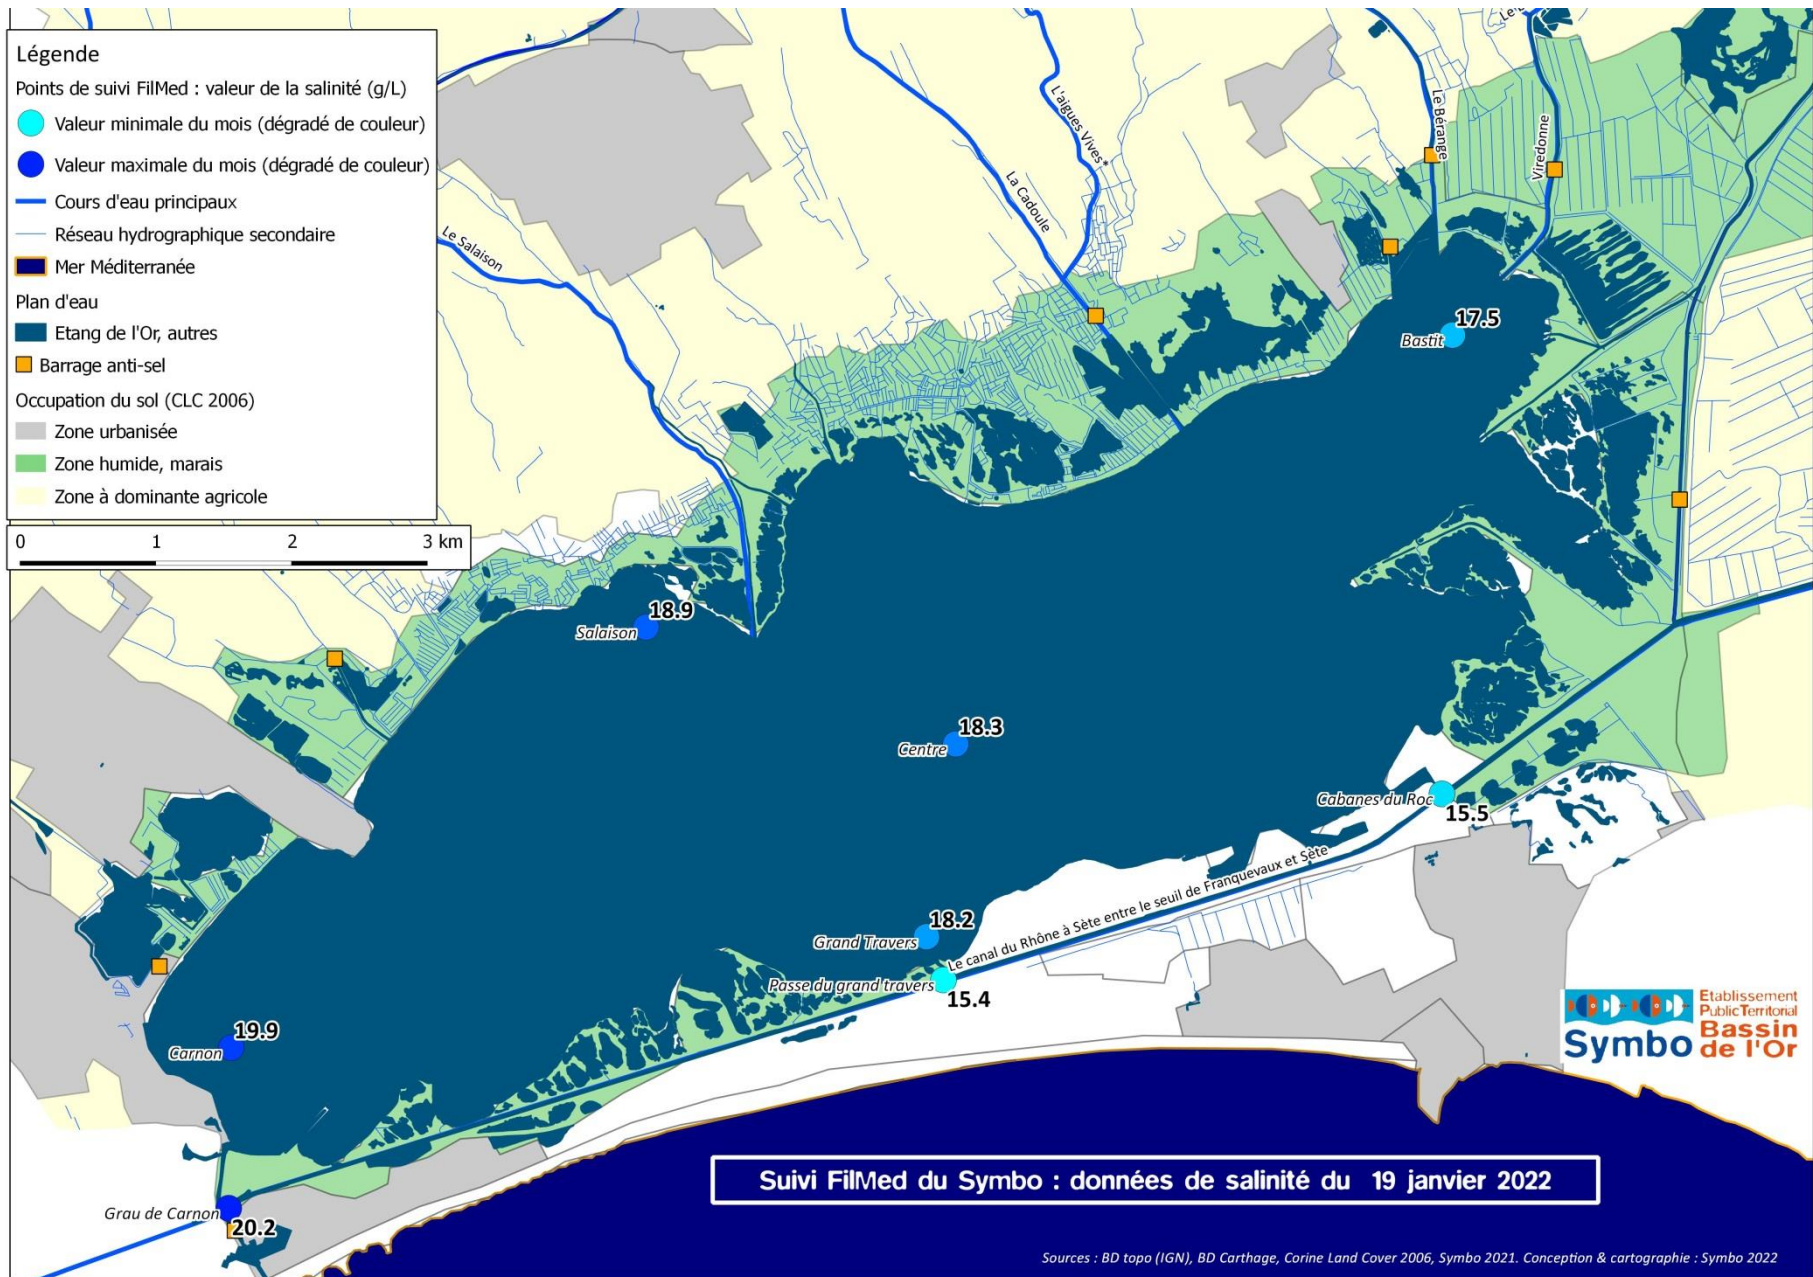 Légende
Points de suivi FilMed : valeur de la salinité (g/L)
Valeur minimale du mois (dégradé de couleur)
Valeur maximale du mois (dégradé de couleur)
Cours d'eau principaux
Réseau hydrographique secondaire
Mer Méditerranée
Plan d'eau
Etang de l'Or, autres
Barrage anti-sel
Occupation du sol (CLC 2006)
Zone urbanisée
Zone humide, marais
Zone à dominante agricole
0 1 2 3 km
Le Salaison
La Cadoule
L'aigues Vives
Le Bérange
Viredonne
17.5
Bastit
18.9
Salaison
18.3
Centre
Cabanes du Roc
15.5
Le canal du Rhône à Sète entre le seuil de Franquevaux et Sète
18.2
Grand Travers
Passe du grand travers
15.4
19.9
Carnon
Grau de Carnon
20.2
Etablissement
Public Territorial
Bassin
de l'Or
Symbo
Suivi FilMed du Symbo : données de salinité du 19 janvier 2022
Sources : BD topo (IGN), BD Carthage, Corine Land Cover 2006, Symbo 2021. Conception & cartographie : Symbo 2022